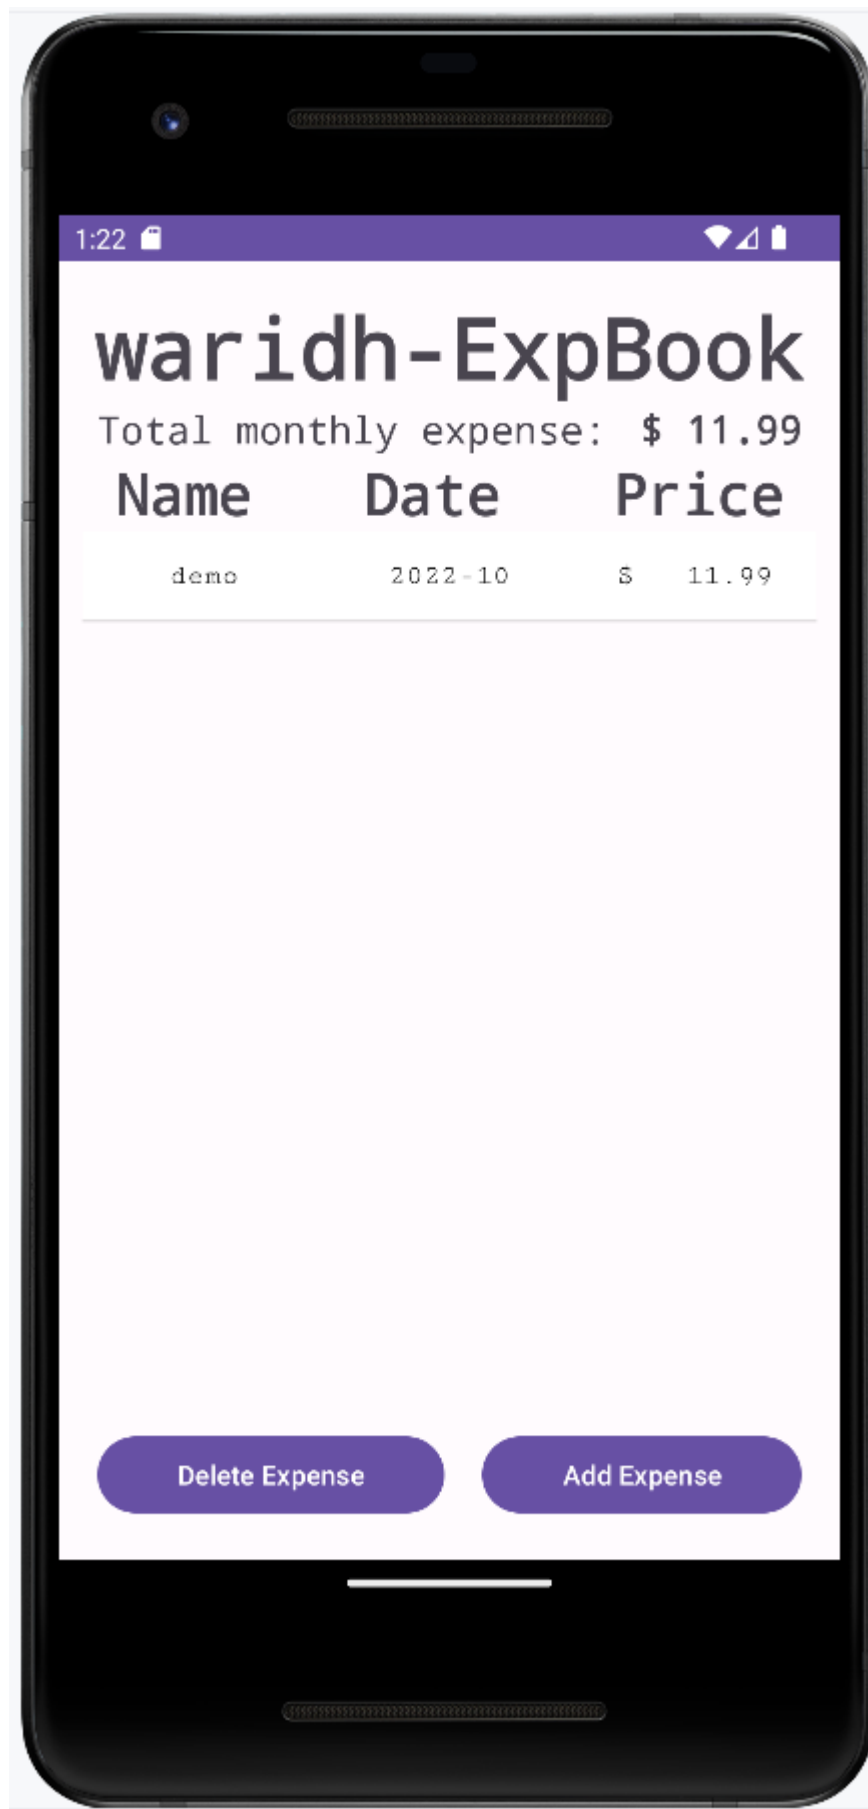 1:22
waridh-ExpBook
Total monthly expense: $ 11.99
Name Date Price
demo 2022-10 $ 11.99
Delete Expense Add Expense